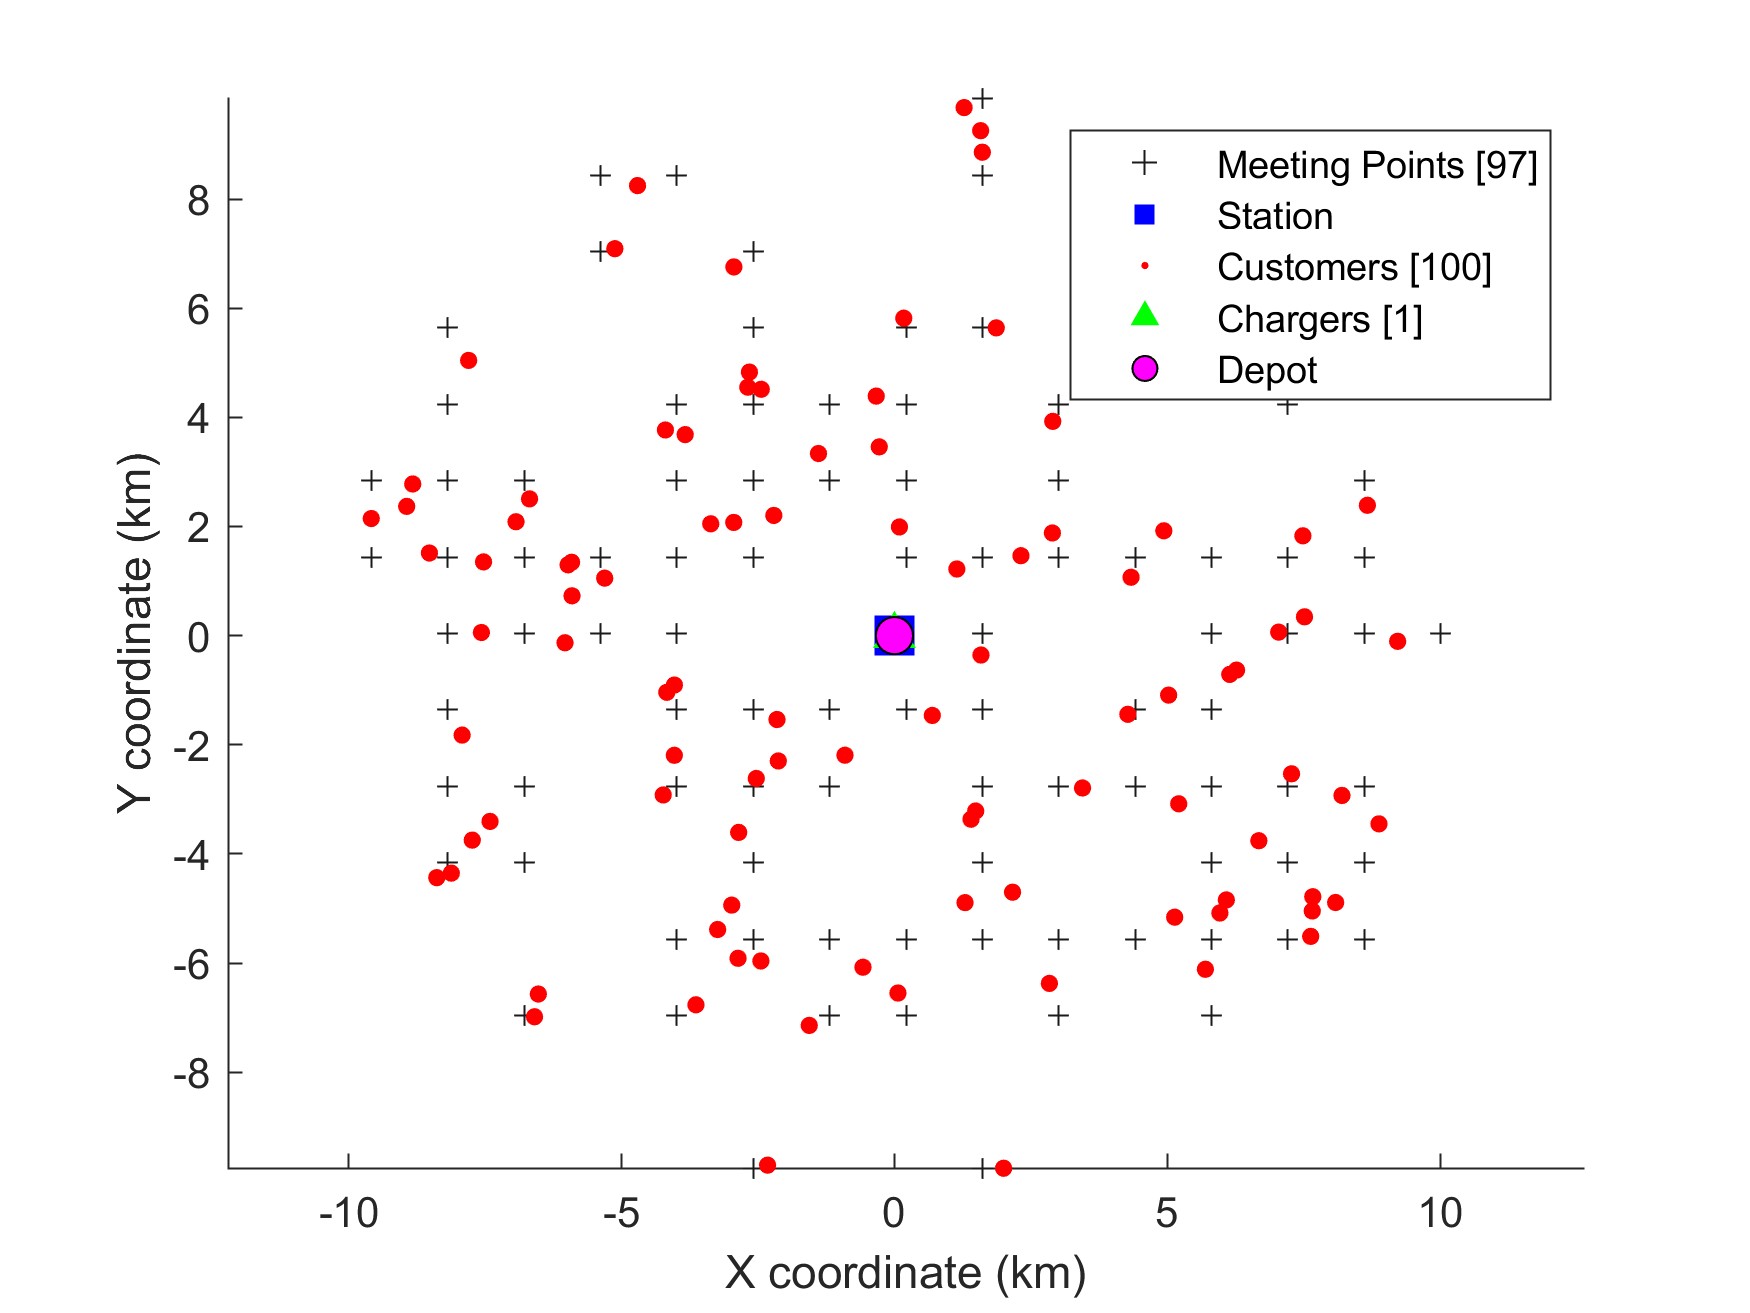 Meeting Points [97]
Station
Customers [100]
Chargers [1]
Depot
8
6
4
2
0
-2
-4
-6
-8
Y coordinate (km)
-10
-5
0
5
10
X coordinate (km)